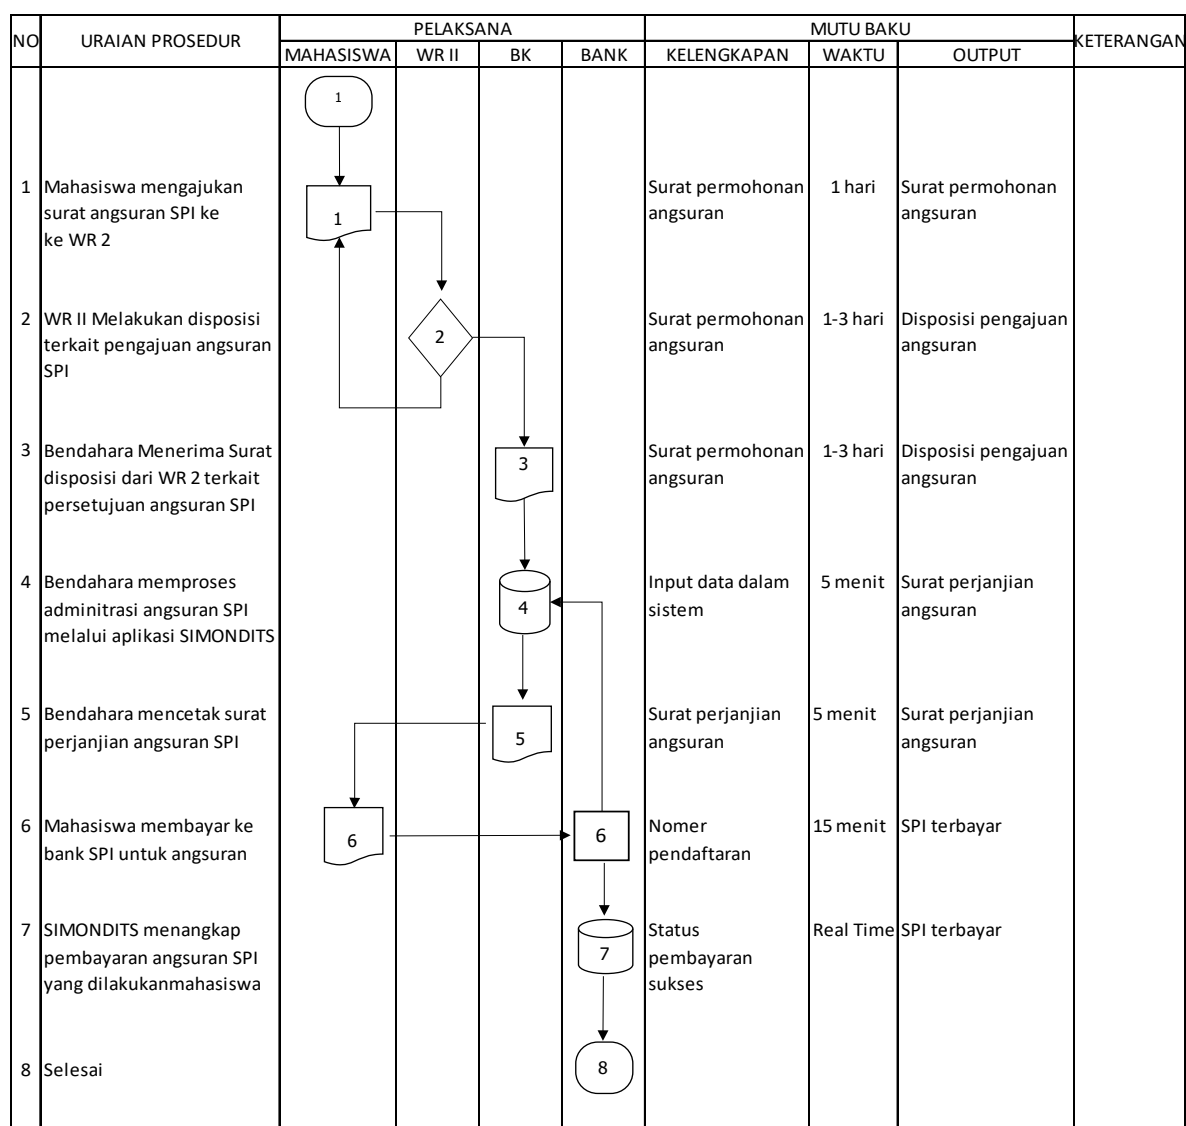 NO URAIAN PROSEDUR PELAKSANA MUTU BAKU KETERANGAN
MAHASISWA WR II BK BANK KELENGKAPAN WAKTU OUTPUT
1
1 Mahasiswa mengajukan Surat permohonan 1 hari Surat permohonan
surat angsuran SPI ke 1 angsuran angsuran
ke WR 2
2 WR II Melakukan disposisi Surat permohonan 1-3 hari Disposisi pengajuan
terkait pengajuan angsuran 2 angsuran angsuran
SPI
3 Bendahara Menerima Surat Surat permohonan 1-3 hari Disposisi pengajuan
disposisi dari WR 2 terkait 3 angsuran angsuran
persetujuan angsuran SPI
4 Bendahara memproses Input data dalam 5 menit Surat perjanjian
adminitrasi angsuran SPI 4 sistem angsuran
melalui aplikasi SIMONDITS
5 Bendahara mencetak surat Surat perjanjian 5 menit Surat perjanjian
perjanjian angsuran SPI 5 angsuran angsuran
6 Mahasiswa membayar ke 6 6 Nomer 15 menit SPI terbayar
bank SPI untuk angsuran pendaftaran
7 SIMONDITS menangkap Status Real Time SPI terbayar
pembayaran angsuran SPI 7 pembayaran
yang dilakukanmahasiswa sukses
8 Selesai 8